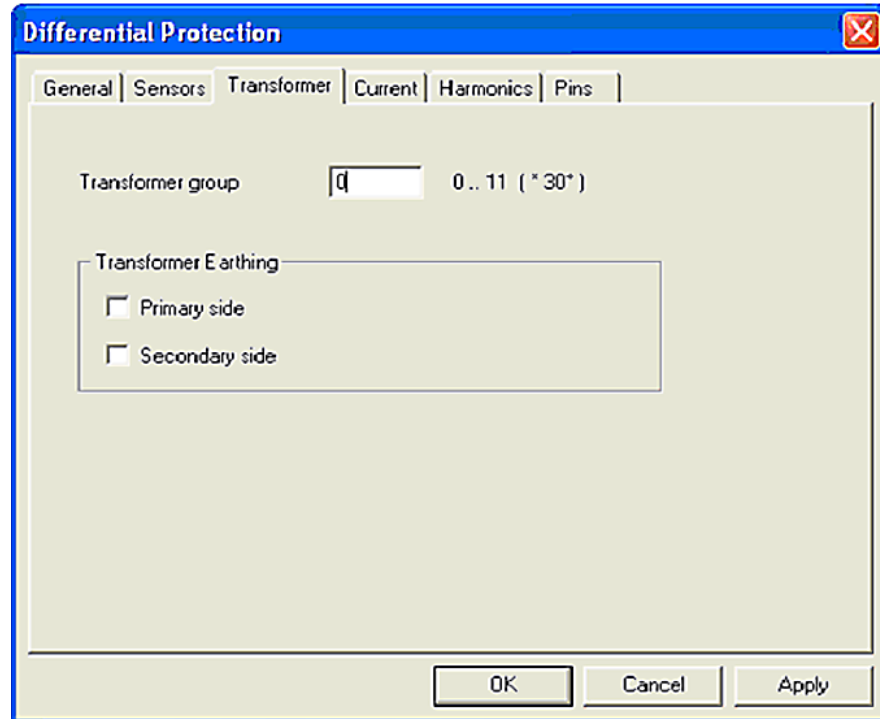 Differential Protection
General Sensors Transformer Current Harmonics Pins
Transformer group 0 0 .. 11 ( * 30° )
Transformer Earthing
Primary side
Secondary side
OK Cancel Apply